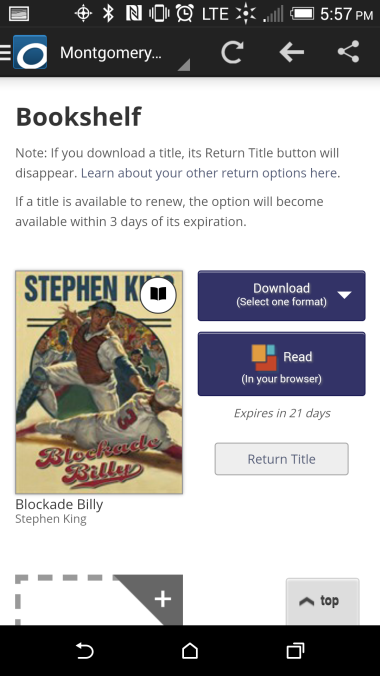 LTE 5:57 PM
Montgomery...
Bookshelf
Note: If you download a title, its Return Title button will
disappear. Learn about your other return options here.
If a title is available to renew, the option will become
available within 3 days of its expiration.
STEPHEN KING
3
Blockade
Billy
Download
(Select one format)
Read
(In your browser)
Expires in 21 days
Return Title
Blockade Billy
Stephen King
+
top